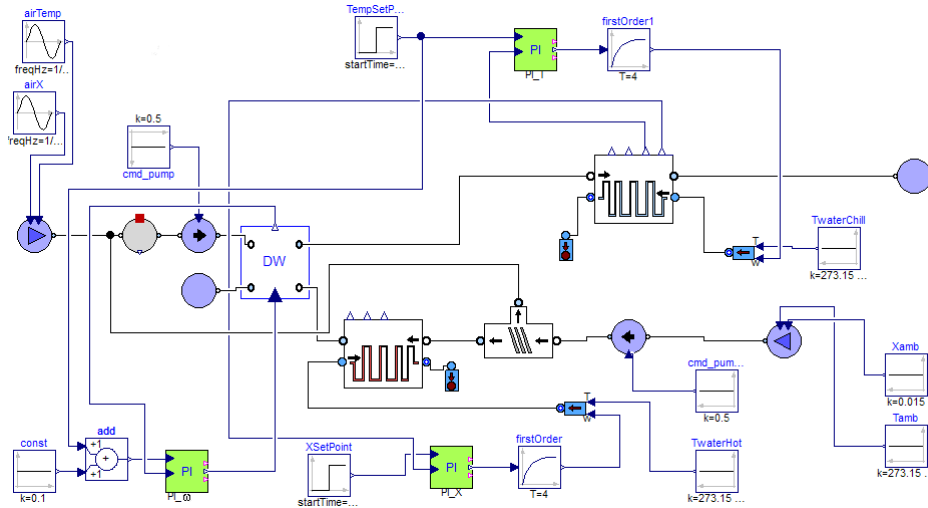 airTemp
freqHz=1/...
airX
freqHz=1/...
k=0.5
cmd_pump
TempSetP...
startTime=...
PI
PI_T
firstOrder1
T=4
TwaterChill
k=273.15 ...
T
w
DW
Xamb
k=0.015
Tamb
k=273.15 ...
cmd_pum...
k=0.5
T
w
const
k=0.1
add
+1
+
+1
PI
PI_ω
XSetPoint
startTime=...
PI
PI_X
firstOrder
T=4
TwaterHot
k=273.15 ...